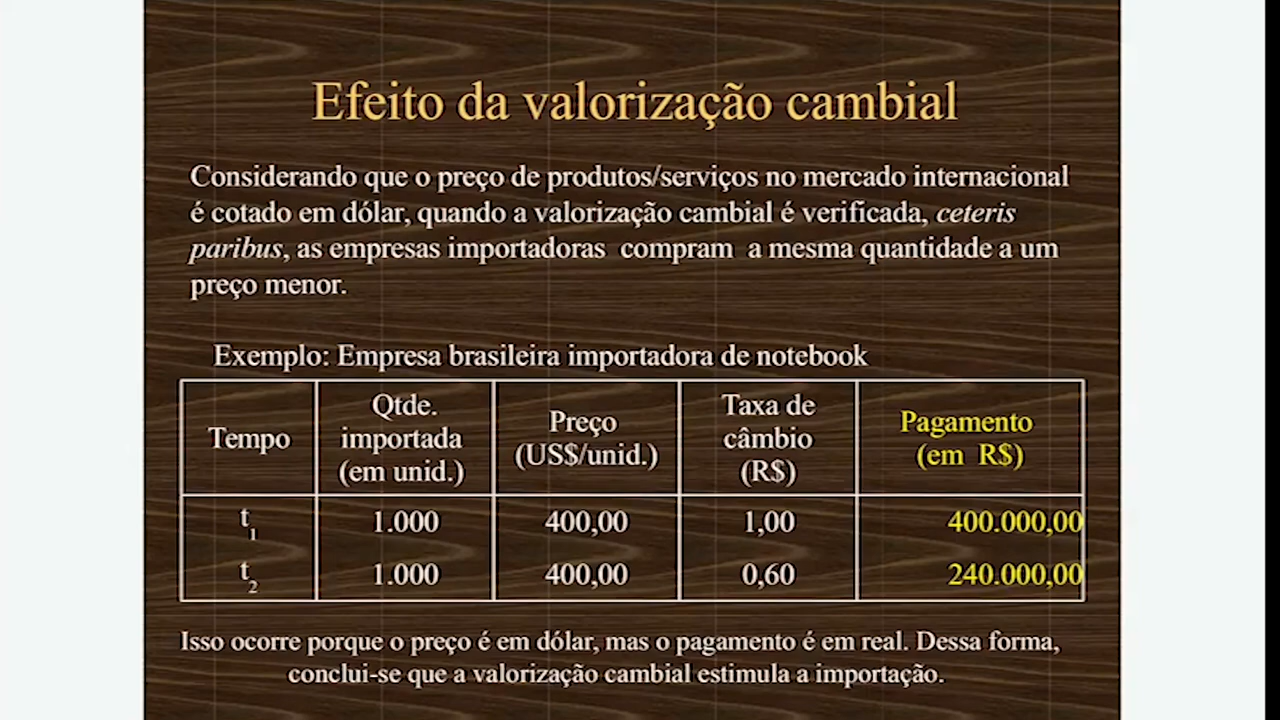 Efeito da valorização cambial
Considerando que o preço de produtos/serviços no mercado internacional
é cotado em dólar, quando a valorização cambial é verificada, ceteris
paribus, as empresas importadoras compram a mesma quantidade a um
preço menor.
Exemplo: Empresa brasileira importadora de notebook
Tempo
Qtde.
importada
(em unid.)
Preço
(US$/unid.)
Taxa de
câmbio
(R$)
Pagamento
(em R$)
t1 1.000 400,00 1,00 400.000,00
t2 1.000 400,00 0,60 240.000,00
Isso ocorre porque o preço é em dólar, mas o pagamento é em real. Dessa forma,
conclui-se que a valorização cambial estimula a importação.